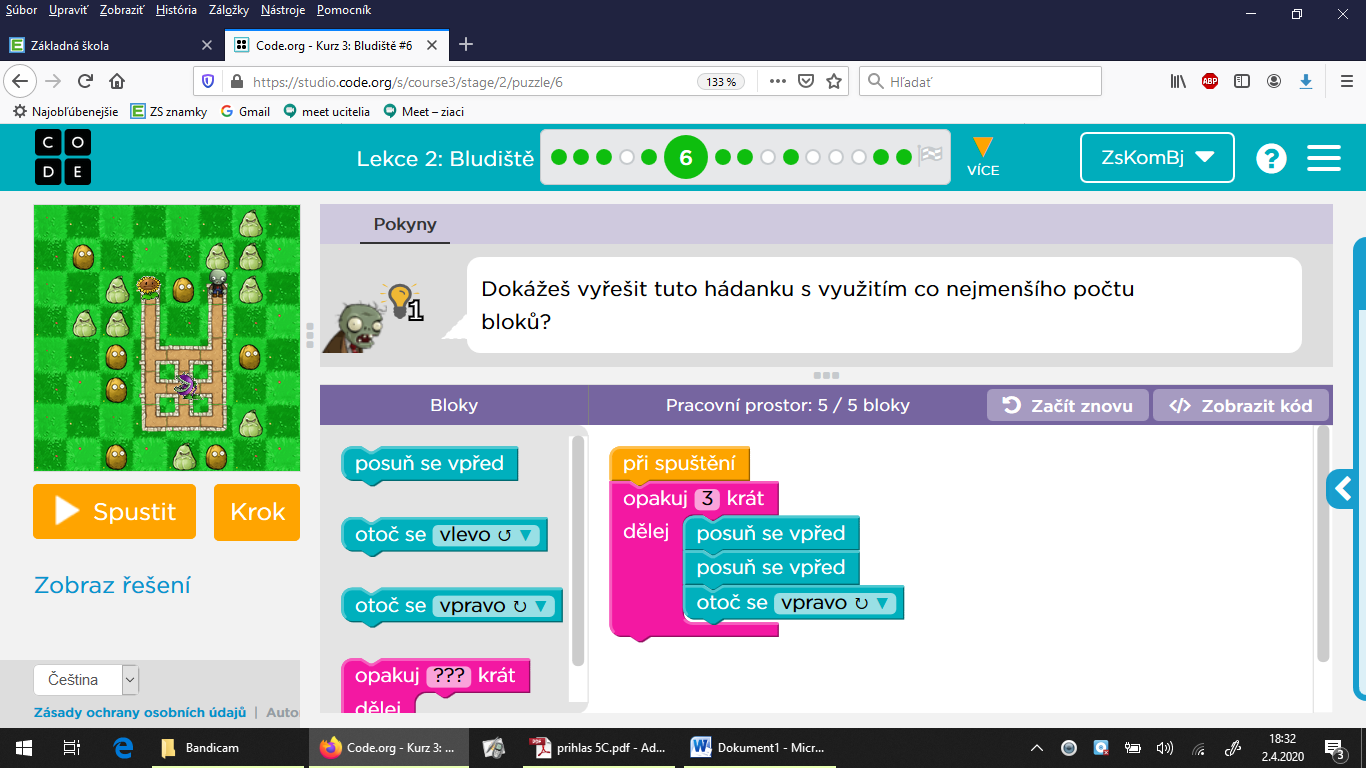 Súbor Upraviť Zobraziť História Záložky Nástroje Pomocník
Základná škola
Code.org - Kurz 3: Bludiště #6
https://studio.code.org/s/course3/stage/2/puzzle/6
133 %
Hľadať
Najobľúbenejšie
ZS znamky
Gmail
meet ucitelia
Meet – ziaci
C O
D E
Lekce 2: Bludiště
6
VÍCE
ZsKomBj
?
Pokyny
1
Dokážeš vyřešit tuto hádanku s využitím co nejmenšího počtu
bloků?
Bloky
Pracovní prostor: 5 / 5 bloky
Začít znovu
Zobrazit kód
posuň se vpřed
otoč se vlevo ↺ ▼
otoč se vpravo ↻ ▼
opakuj ??? krát
dělej
při spuštění
opakuj 3 krát
dělej
posuň se vpřed
posuň se vpřed
otoč se vpravo ↻ ▼
Spustit
Krok
Zobraz řešení
Čeština
Zásady ochrany osobních údajů | Auto
Bandicam
Code.org - Kurz 3: ...
prihlas 5C.pdf - Ad...
Dokument1 - Micr...
18:32
2.4.2020
3